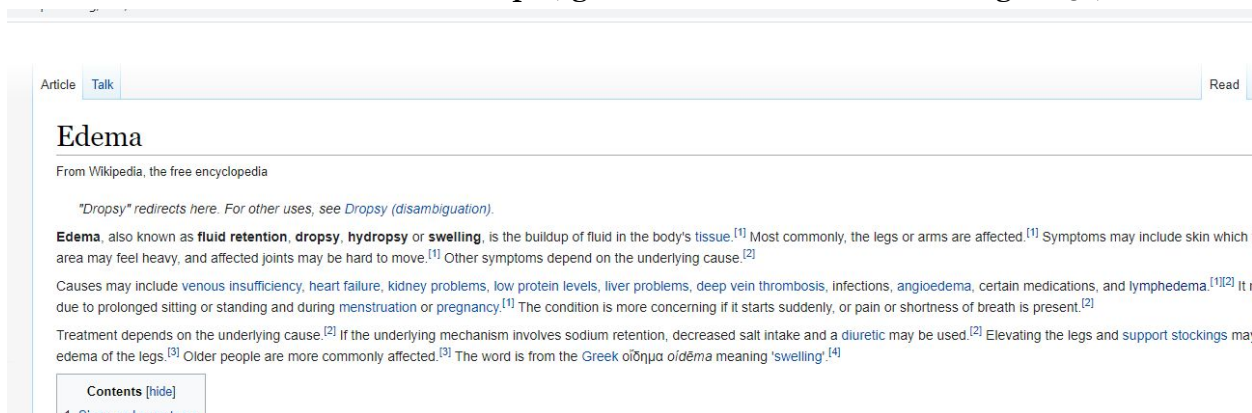 Article Talk Read
Edema
From Wikipedia, the free encyclopedia
"Dropsy" redirects here. For other uses, see Dropsy (disambiguation).
Edema, also known as fluid retention, dropsy, hydropsy or swelling, is the buildup of fluid in the body's tissue.[1] Most commonly, the legs or arms are affected.[1] Symptoms may include skin which
area may feel heavy, and affected joints may be hard to move.[1] Other symptoms depend on the underlying cause.[2]
Causes may include venous insufficiency, heart failure, kidney problems, low protein levels, liver problems, deep vein thrombosis, infections, angioedema, certain medications, and lymphedema.[1][2] It
due to prolonged sitting or standing and during menstruation or pregnancy.[1] The condition is more concerning if it starts suddenly, or pain or shortness of breath is present.[2]
Treatment depends on the underlying cause.[2] If the underlying mechanism involves sodium retention, decreased salt intake and a diuretic may be used.[2] Elevating the legs and support stockings may
edema of the legs.[3] Older people are more commonly affected.[3] The word is from the Greek οἴδημα oídēma meaning 'swelling'.[4]
Contents [hide]